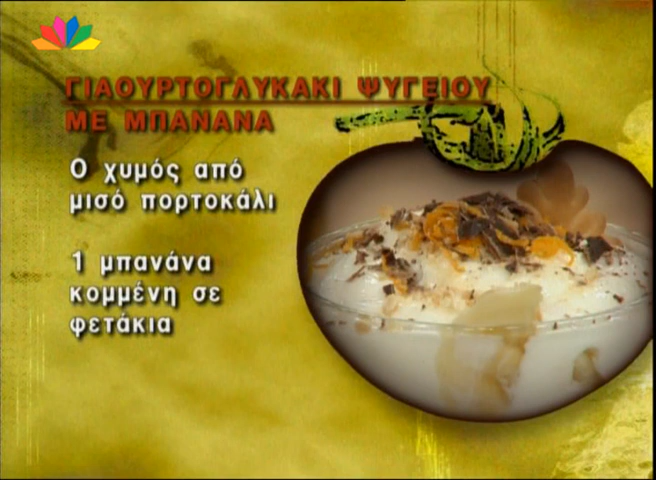 ΓΙΑΟΥΡΤΟΓΛΥΚΑΚΙ ΨΥΓΕΙΟΥ
ΜΕ ΜΠΑΝΑΝΑ
Ο χυμός από
μισό πορτοκάλι
1 μπανάνα
κομμένη σε
φετάκια